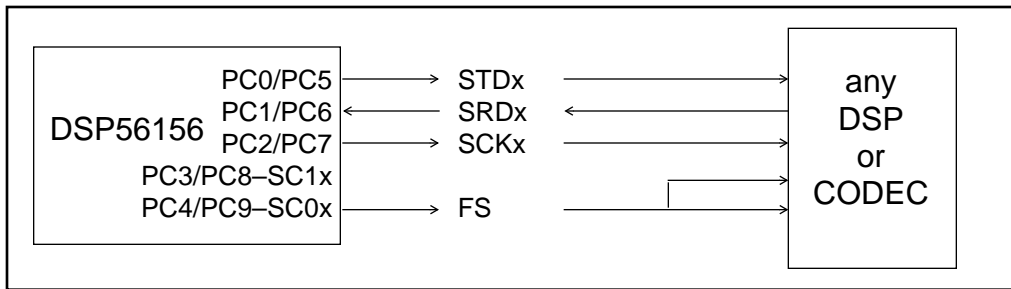 DSP56156
PC0/PC5
PC1/PC6
PC2/PC7
PC3/PC8–SC1x
PC4/PC9–SC0x
STDx
SRDx
SCKx
FS
any
DSP
or
CODEC